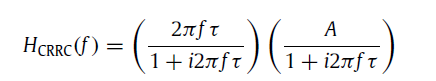 H_CRRC(f) = ( 2πfτ / 1 + i2πfτ ) ( A / 1 + i2πfτ )